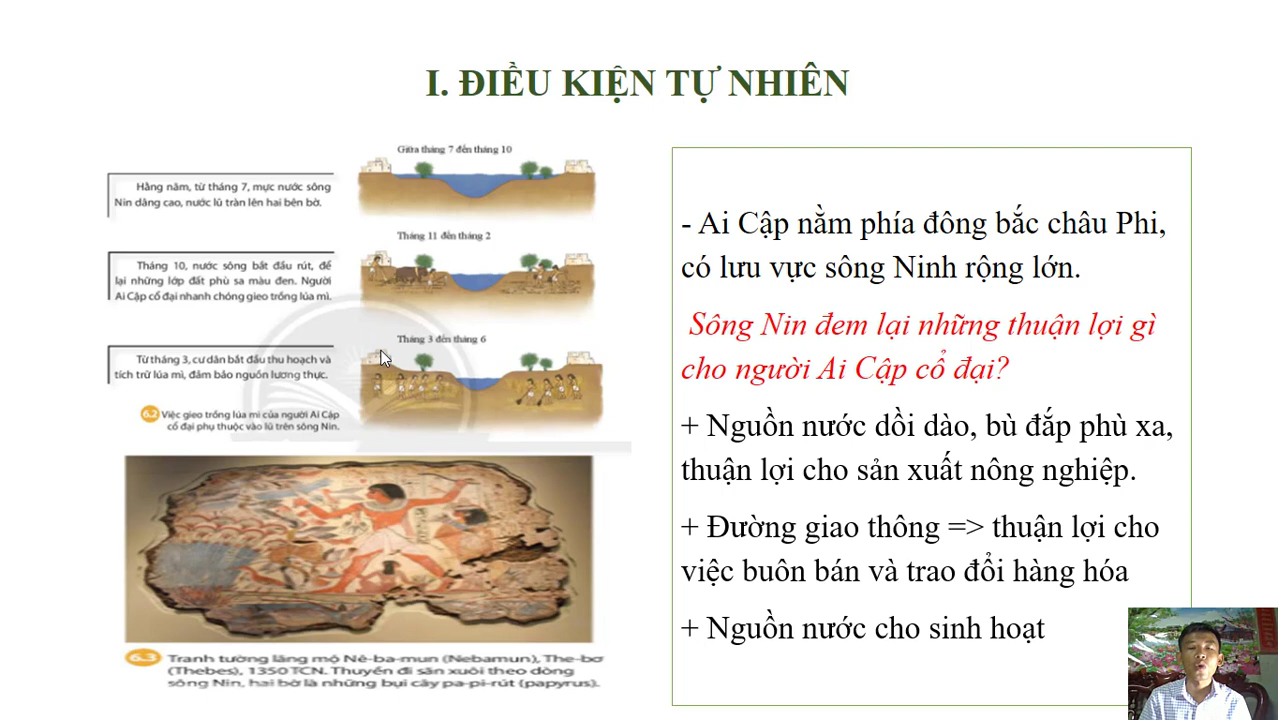 I. ĐIỀU KIỆN TỰ NHIÊN
Giữa tháng 7 đến tháng 10
Hằng năm, từ tháng 7, mực nước sông
Nin dâng cao, nước lũ tràn lên hai bên bờ.
Tháng 11 đến tháng 2
Tháng 10, nước sông bắt đầu rút, để
lại những lớp đất phù sa màu đen. Người
Ai Cập cổ đại nhanh chóng gieo trồng lúa mì.
Tháng 3 đến tháng 6
Từ tháng 3, cư dân bắt đầu thu hoạch và
tích trữ lúa mì, đảm bảo nguồn lương thực.
6.2 Việc gieo trồng lúa mì của người Ai Cập
cổ đại phụ thuộc vào lũ trên sông Nin.
6.3 Tranh tường lăng mộ Nê-ba-mun (Nebamun), The-bơ
(Thebes), 1350 TCN. Thuyền đi săn xuôi theo dòng
sông Nin, hai bờ là những bụi cây pa-pi-rút (papyrus).
- Ai Cập nằm phía đông bắc châu Phi,
có lưu vực sông Ninh rộng lớn.
Sông Nin đem lại những thuận lợi gì
cho người Ai Cập cổ đại?
+ Nguồn nước dồi dào, bù đắp phù xa,
thuận lợi cho sản xuất nông nghiệp.
+ Đường giao thông => thuận lợi cho
việc buôn bán và trao đổi hàng hóa
+ Nguồn nước cho sinh hoạt